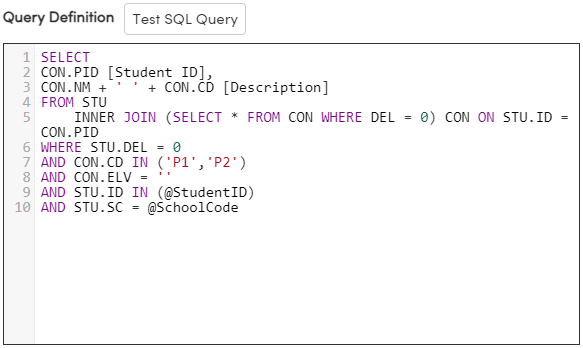 Query Definition Test SQL Query
1 SELECT
2 CON.PID [Student ID],
3 CON.NM + ' ' + CON.CD [Description]
4 FROM STU
5 INNER JOIN (SELECT * FROM CON WHERE DEL = 0) CON ON STU.ID =
CON.PID
6 WHERE STU.DEL = 0
7 AND CON.CD IN ('P1','P2')
8 AND CON.ELV = ''
9 AND STU.ID IN (@StudentID)
10 AND STU.SC = @SchoolCode